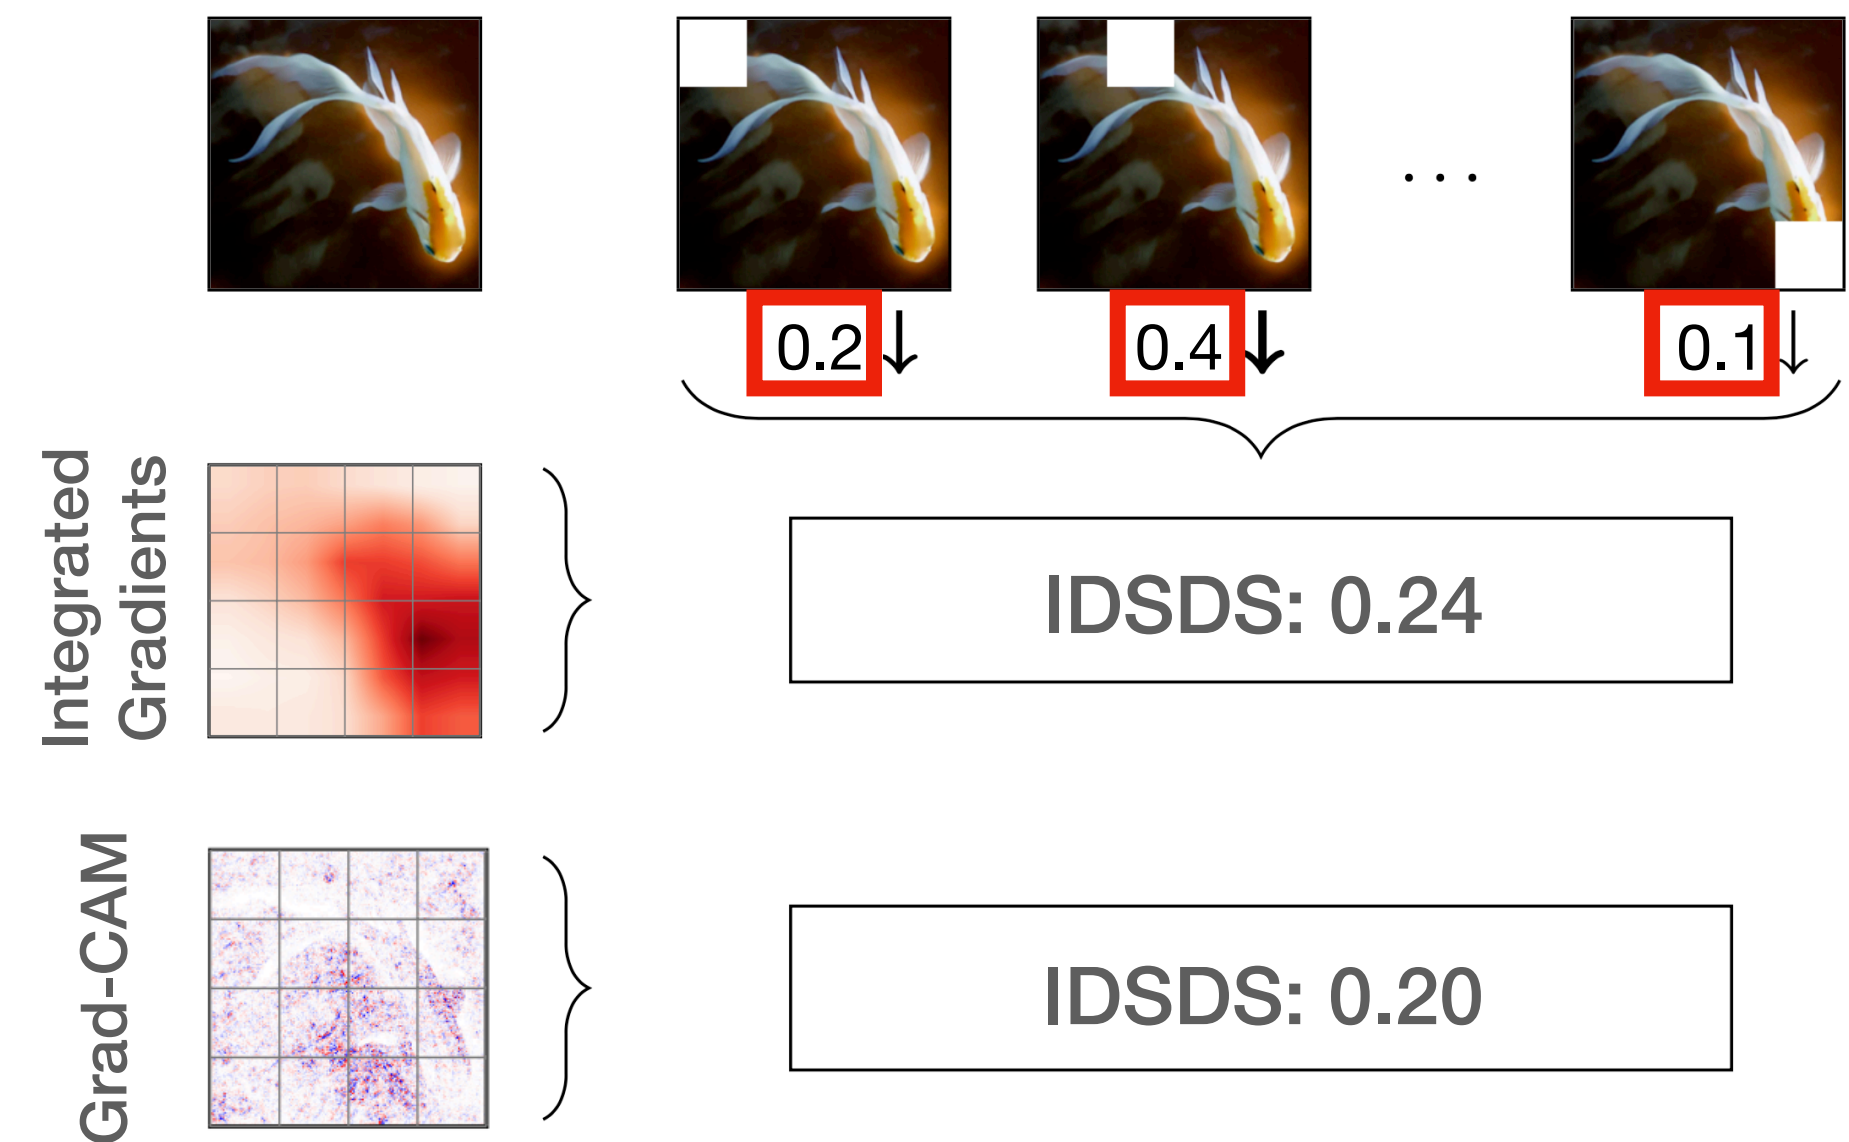 0.2↓
0.4↓
. . .
0.1↓
Integrated
Gradients
IDSDS: 0.24
Grad-CAM
IDSDS: 0.20